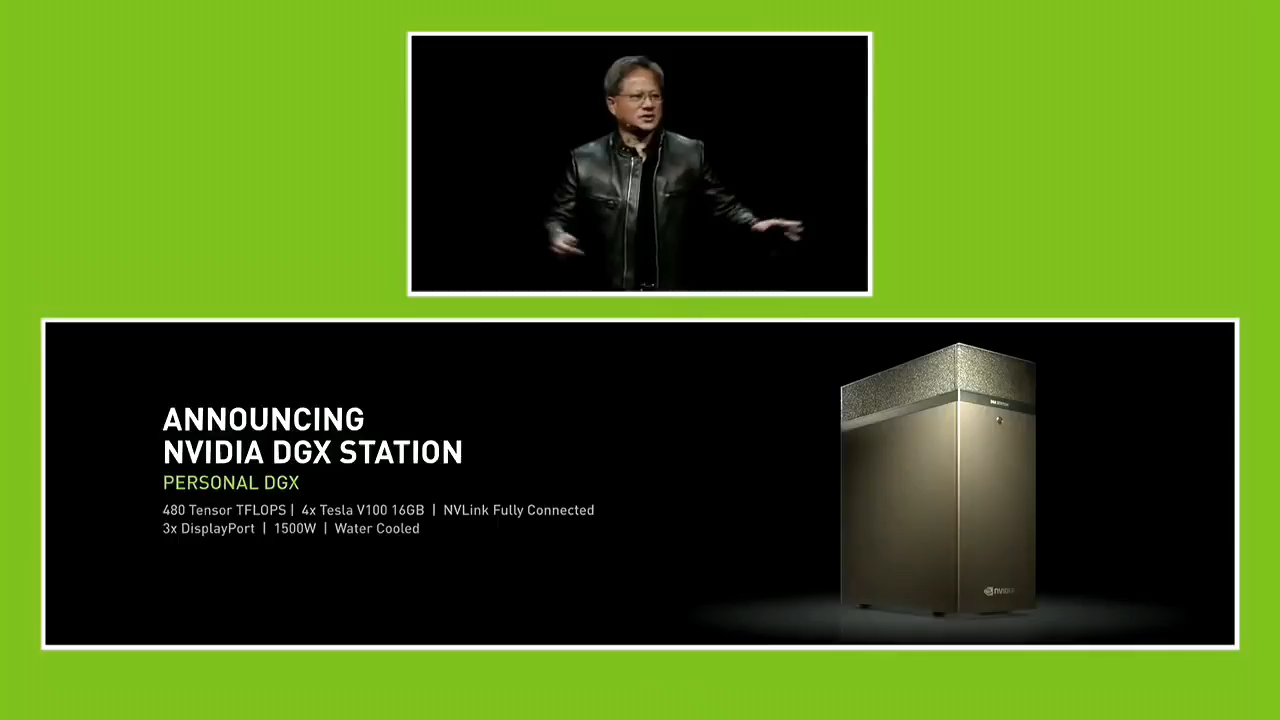 ANNOUNCING
NVIDIA DGX STATION
PERSONAL DGX
480 Tensor TFLOPS | 4x Tesla V100 16GB | NVLink Fully Connected
3x DisplayPort | 1500W | Water Cooled
NVIDIA